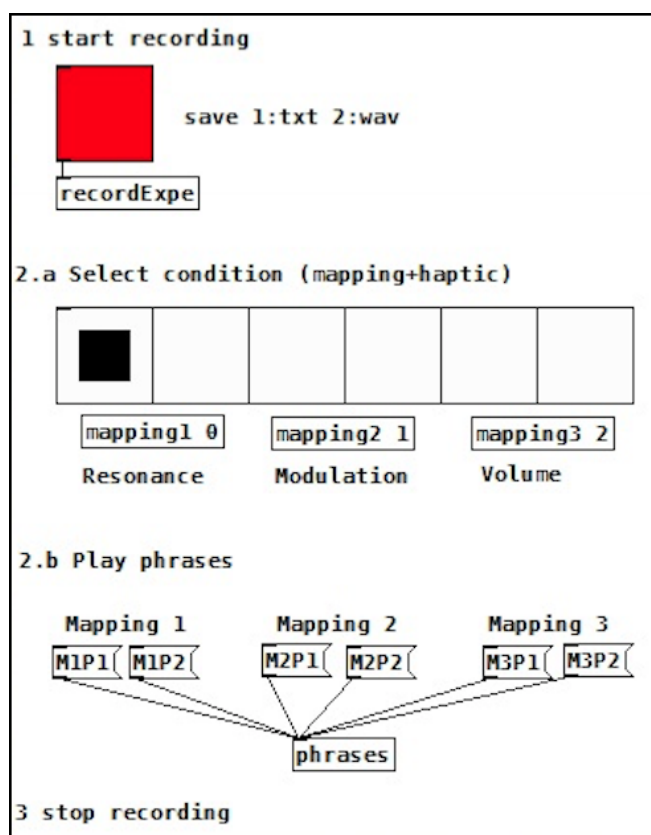 1 start recording
save 1:txt 2:wav
recordExpe
2.a Select condition (mapping+haptic)
mapping1 0 mapping2 1 mapping3 2
Resonance Modulation Volume
2.b Play phrases
Mapping 1 Mapping 2 Mapping 3
M1P1 M1P2 M2P1 M2P2 M3P1 M3P2
phrases
3 stop recording